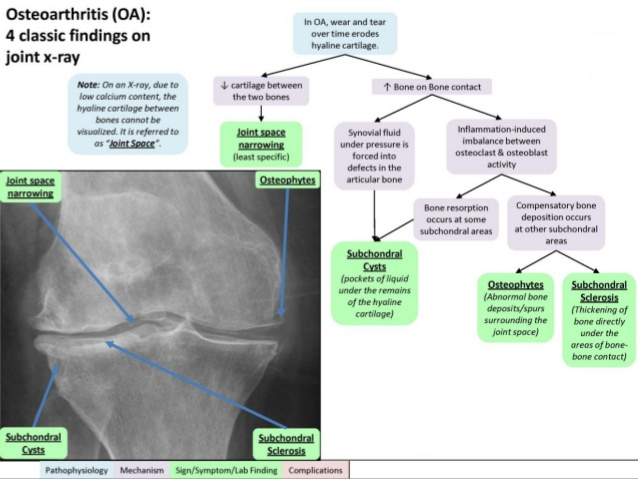 Osteoarthritis (OA):
4 classic findings on
joint x-ray
In OA, wear and tear
over time erodes
hyaline cartilage.
Note: On an X-ray, due to
low calcium content, the
hyaline cartilage between
bones cannot be
visualized. It is referred to
as “Joint Space”.
↓ cartilage between
the two bones
↑ Bone on Bone contact
Joint space
narrowing
(least specific)
Synovial fluid
under pressure is
forced into
defects in the
articular bone
Inflammation-induced
imbalance between
osteoclast & osteoblast
activity
Bone resorption
occurs at some
subchondral areas
Compensatory bone
deposition occurs
at other subchondral
areas
Subchondral
Cysts
(pockets of liquid
under the remains
of the hyaline
cartilage)
Osteophytes
(Abnormal bone
deposits/spurs
surrounding the
joint space)
Subchondral
Sclerosis
(Thickening of
bone directly
under the
areas of bone-
bone contact)
Joint space
narrowing
Osteophytes
Subchondral
Cysts
Subchondral
Sclerosis
Pathophysiology
Mechanism
Sign/Symptom/Lab Finding
Complications